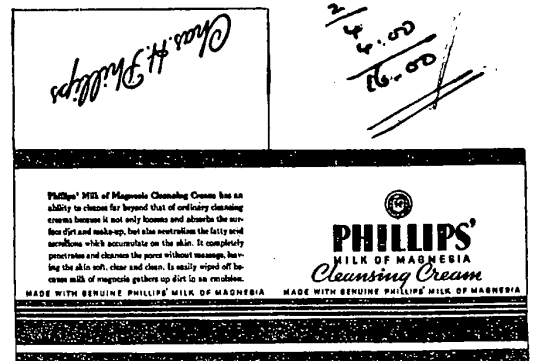 Chas. H. Phillips
2
4
4.00
16.00
Phillips' Milk of Magnesia Cleansing Cream has an
ability to cleanse far beyond that of ordinary cleansing
creams because it not only loosens and absorbs the sur-
face dirt and make-up, but also neutralizes the fatty acid
secretions which accumulate on the skin. It completely
penetrates and cleanses the pores without massage, leav-
ing the skin soft, clear and clean. Is easily wiped off be-
cause milk of magnesia gathers up dirt in an emulsion.
MADE WITH GENUINE PHILLIPS' MILK OF MAGNESIA
PHILLIPS'
MILK OF MAGNESIA
Cleansing Cream
MADE WITH GENUINE PHILLIPS' MILK OF MAGNESIA